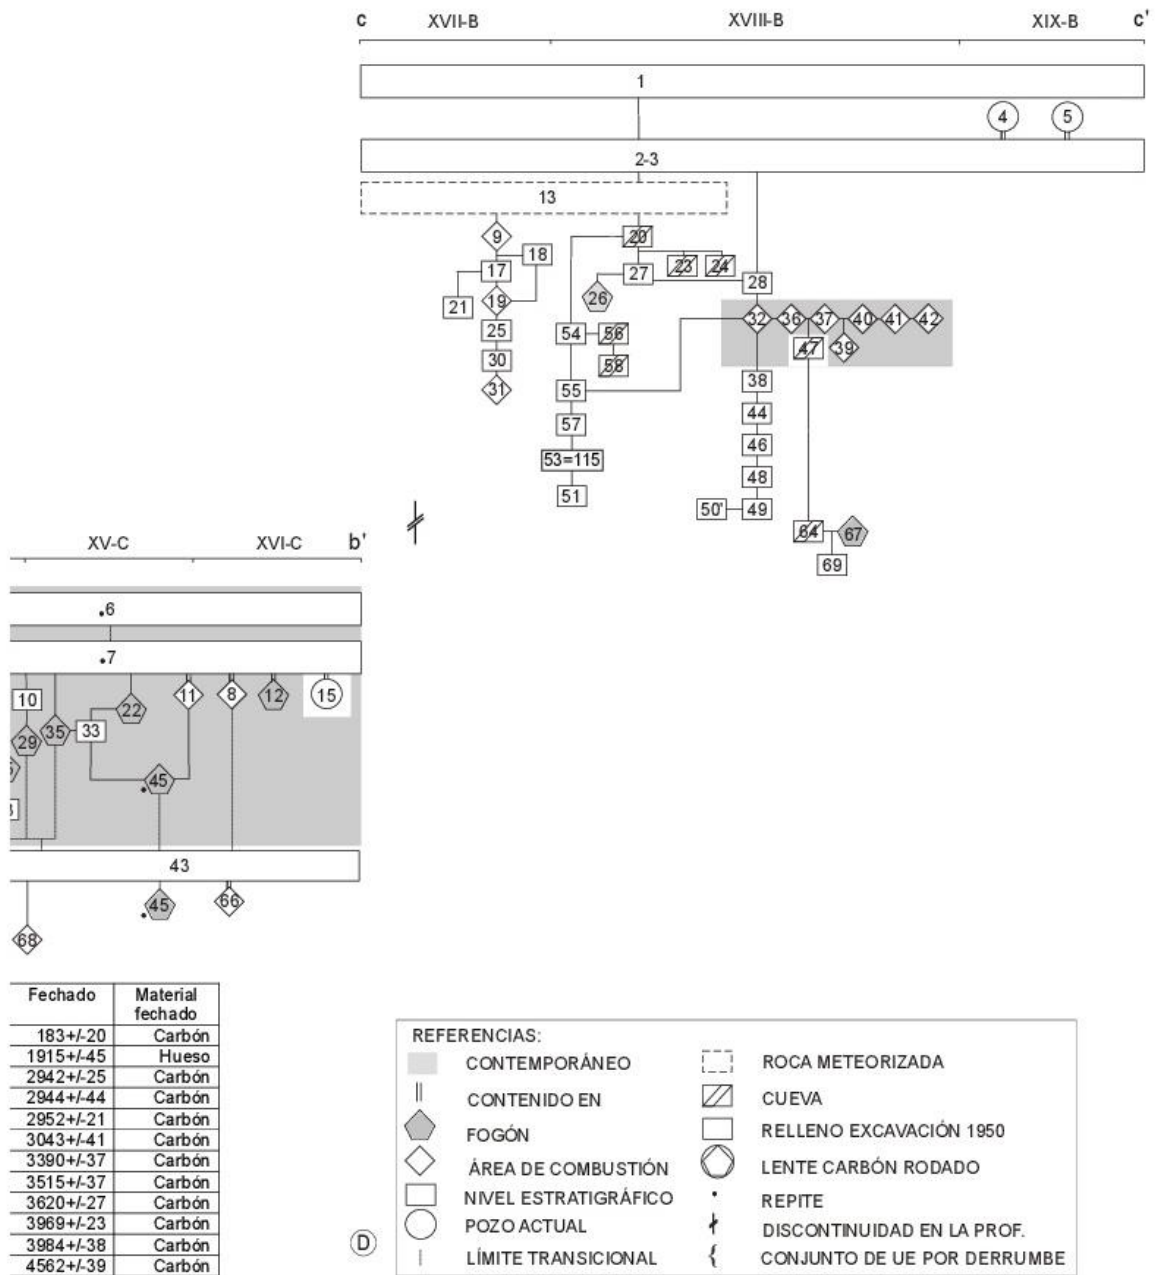 c XVII-B XVIII-B XIX-B c'
1
4 5
2-3
13
9 18 20
17 27 23 24 28
21 19 26
25 54 56 32 36 37 40 41 42
30 58 47 39
31 55 38
57 44
53=115 46
51 48
50' 49
XV-C XVI-C b'
64 67
69
.6
.7
10 22 11 8 12 15
29 35 33
45
43
45 66
68
Fechado Material
fechado
183+/-20 Carbón
1915+/-45 Hueso
2942+/-25 Carbón
2944+/-44 Carbón
2952+/-21 Carbón
3043+/-41 Carbón
3390+/-37 Carbón
3515+/-37 Carbón
3620+/-27 Carbón
3969+/-23 Carbón
3984+/-38 Carbón
4562+/-39 Carbón
D
REFERENCIAS:
CONTEMPORÁNEO
CONTENIDO EN
FOGÓN
ÁREA DE COMBUSTIÓN
NIVEL ESTRATIGRÁFICO
POZO ACTUAL
LÍMITE TRANSICIONAL
ROCA METEORIZADA
CUEVA
RELLENO EXCAVACIÓN 1950
LENTE CARBÓN RODADO
REPITE
DISCONTINUIDAD EN LA PROF.
CONJUNTO DE UE POR DERRUMBE